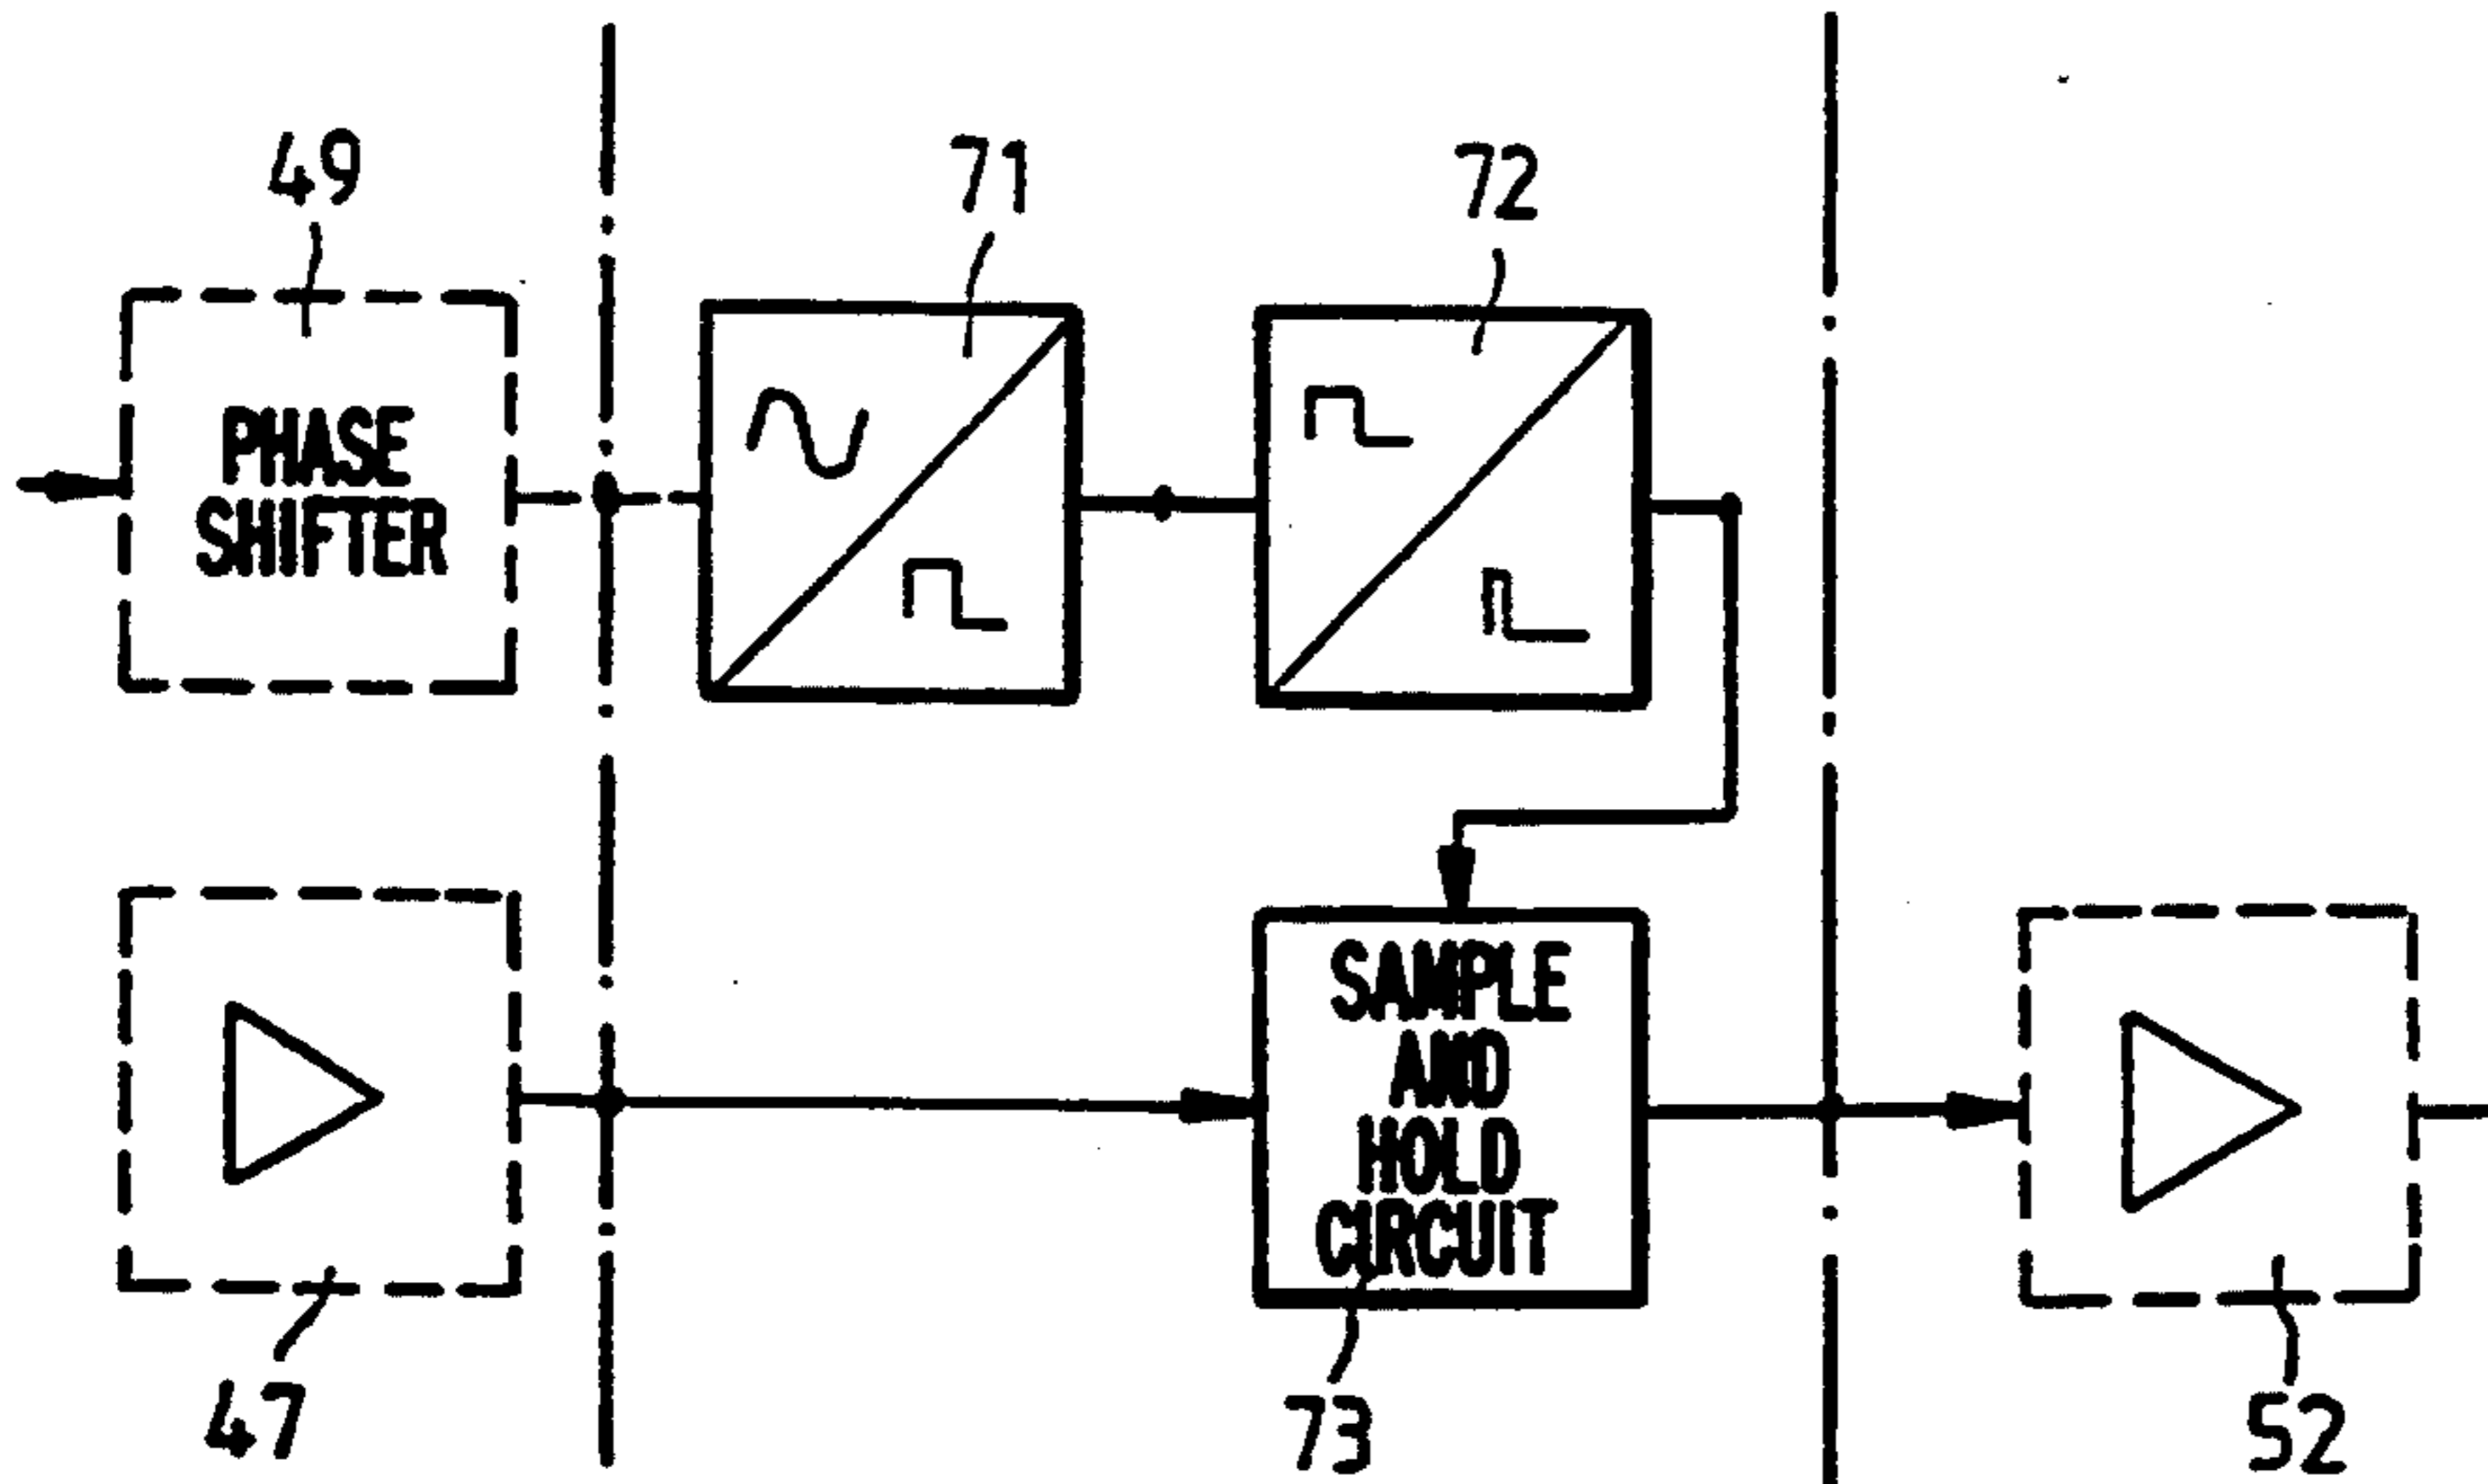 49
71
72
PHASE
SHIFTER
SAMPLE
AND
HOLD
CIRCUIT
47
73
52